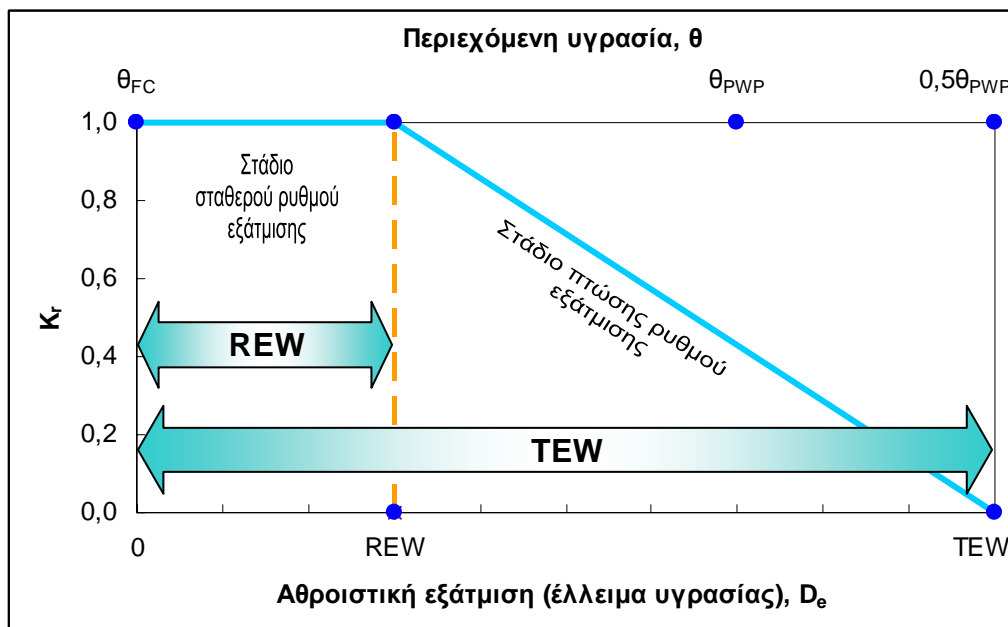 Περιεχόμενη υγρασία, θ
θFC
θPWP
0,5θPWP
1,0
0,8
0,6
0,4
0,2
0,0
Kr
Στάδιο
σταθερού ρυθμού
εξάτμισης
Στάδιο πτώσης ρυθμού
εξάτμισης
REW
TEW
0
REW
TEW
Αθροιστική εξάτμιση (έλλειμα υγρασίας), De